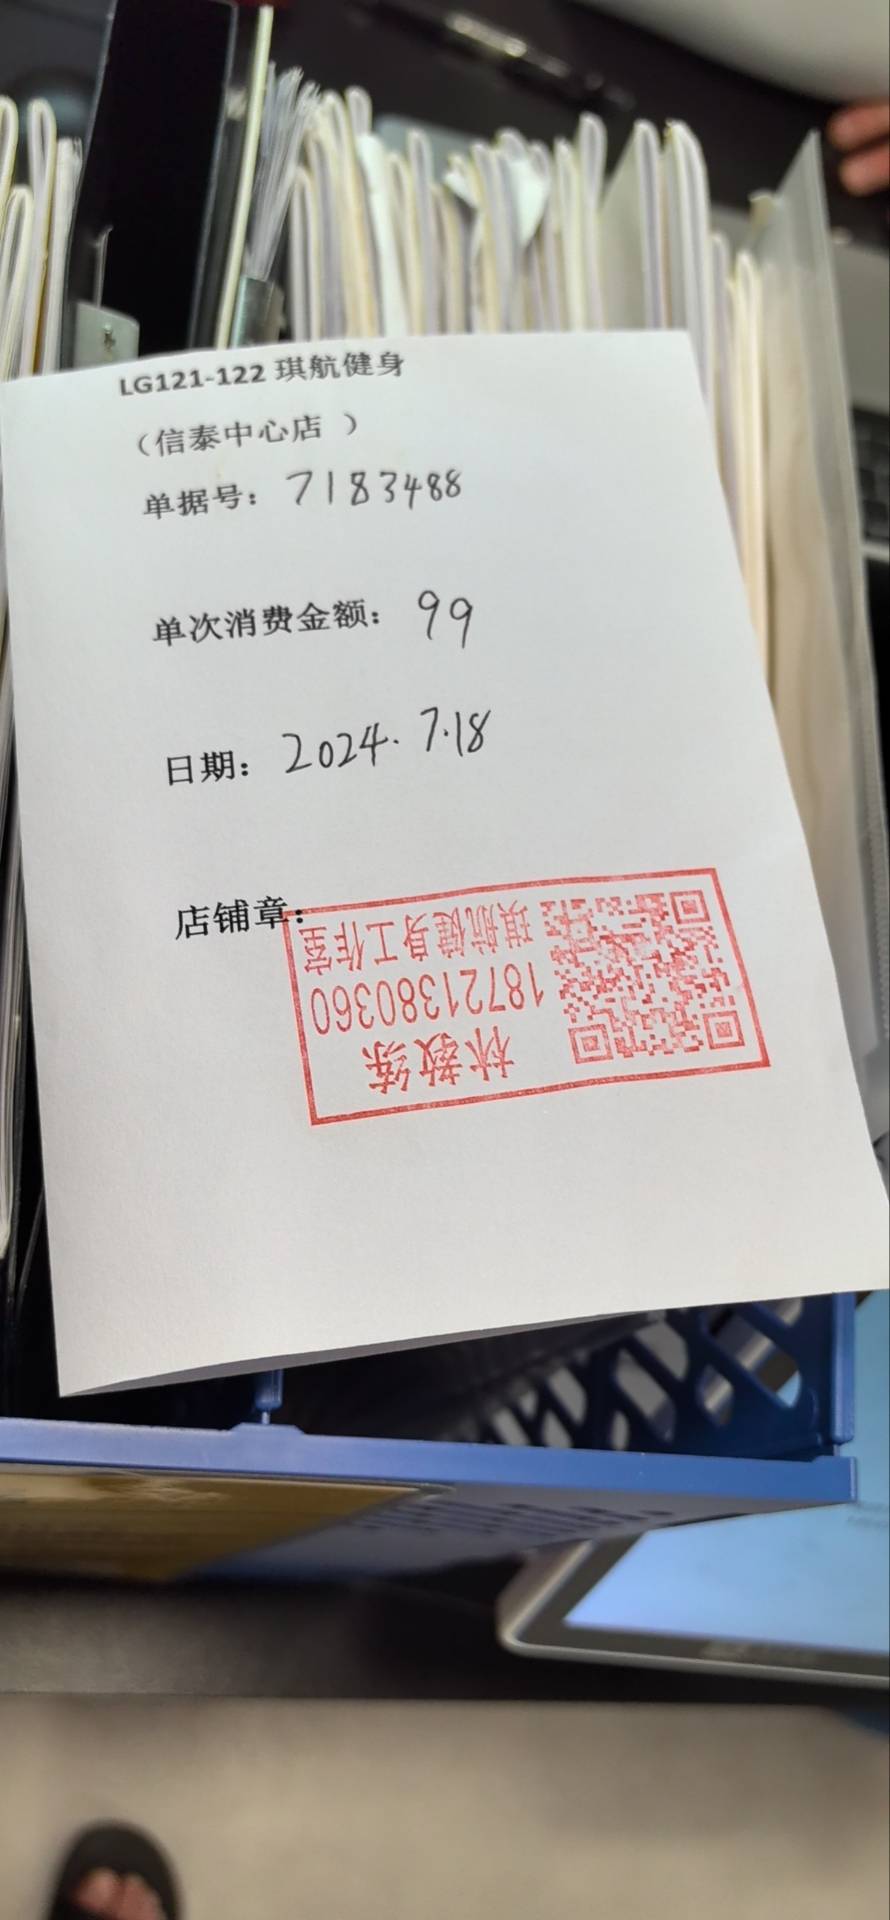 LG121-122 琪航健身
（信泰中心店 ）
单据号： 7183488
单次消费金额： 99
日期： 2024.7.18
店铺章：
琪航健身工作室
18721380360
林教练